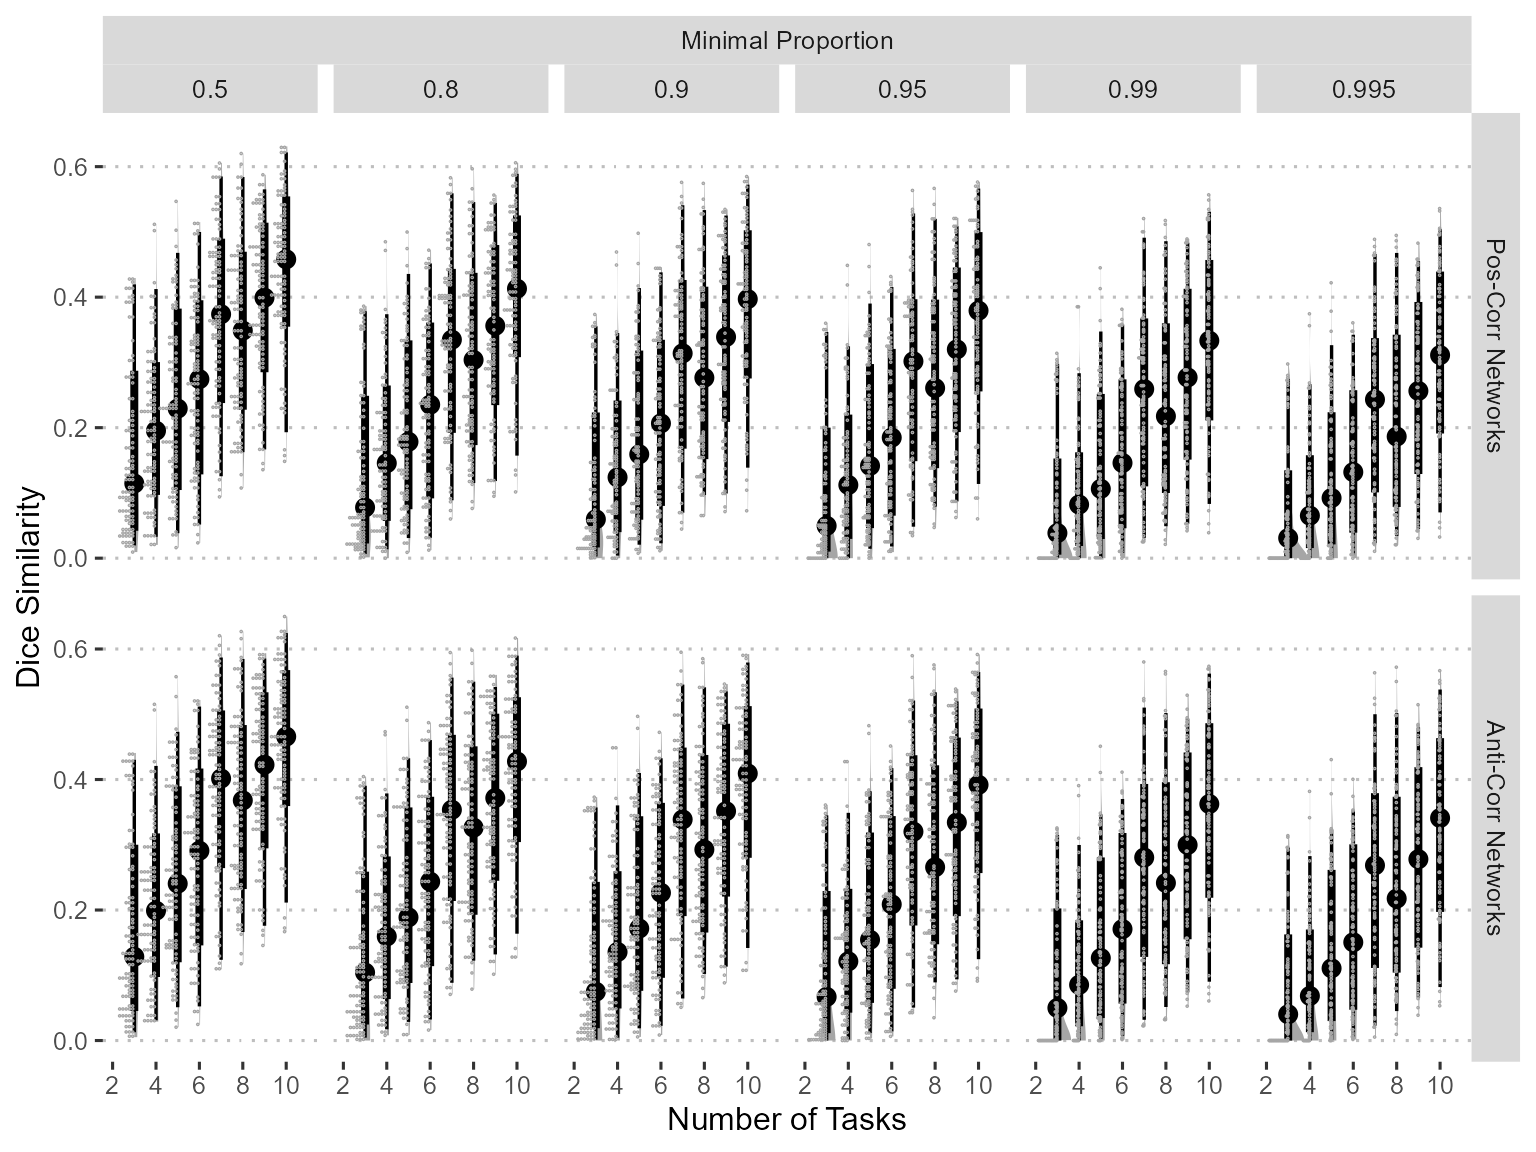 Minimal Proportion
0.5 0.8 0.9 0.95 0.99 0.995
0.6
0.4
0.2
0.0
Pos-Corr Networks
0.6
0.4
0.2
0.0
Anti-Corr Networks
Dice Similarity
2 4 6 8 10 2 4 6 8 10 2 4 6 8 10 2 4 6 8 10 2 4 6 8 10 2 4 6 8 10
Number of Tasks